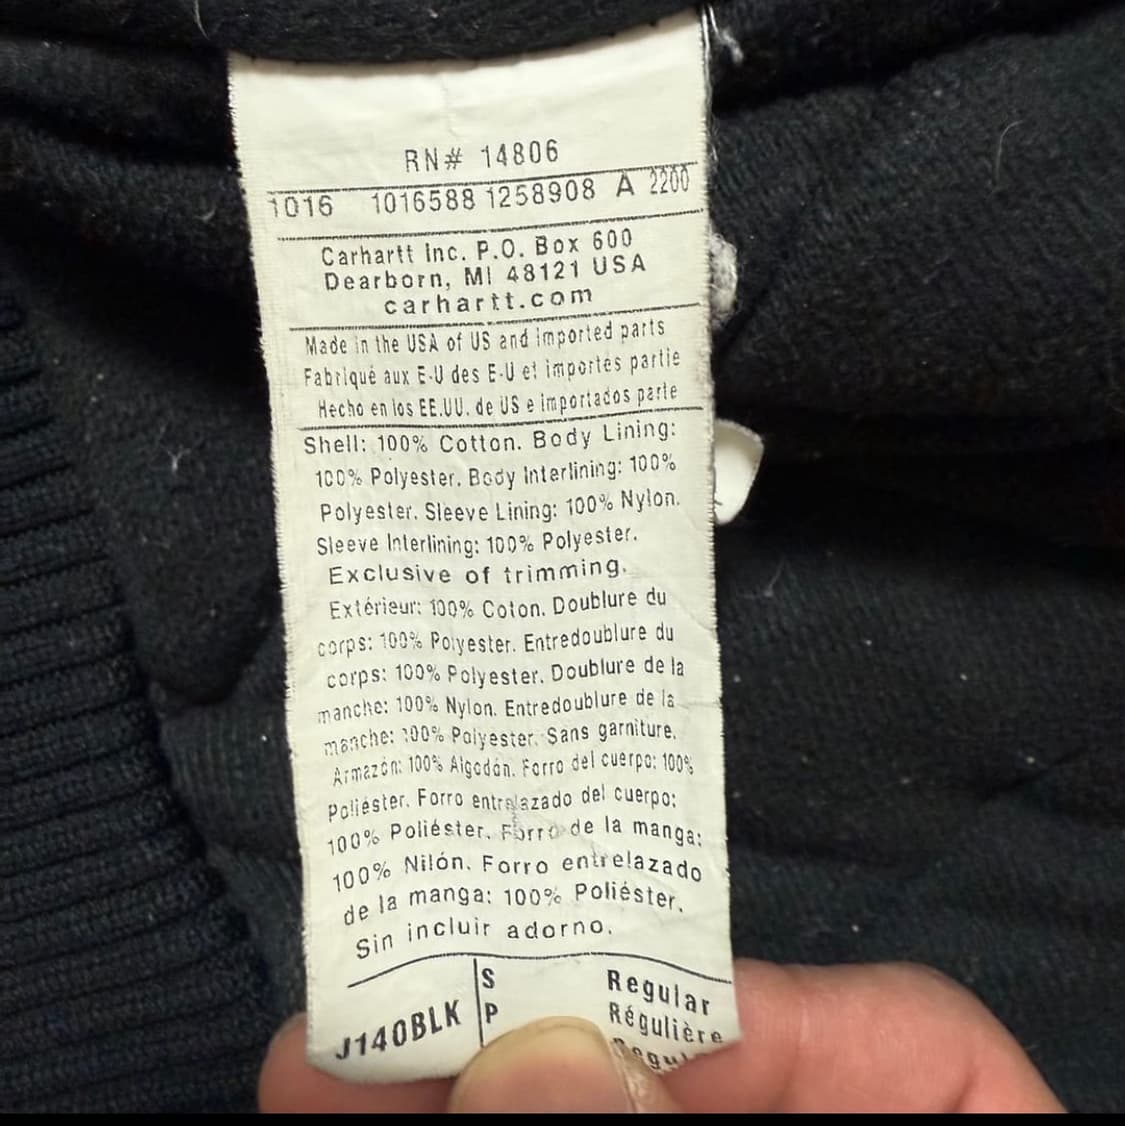 RN# 14806
1016 1016588 1258908 A 2200
Carhartt Inc. P.O. Box 600
Dearborn, MI 48121 USA
carhartt.com
Made in the USA of US and imported parts
Fabriqué aux E-U des E-U et importés partie
Hecho en los EE.UU. de US e importados parte
Shell: 100% Cotton. Body Lining:
100% Polyester. Body Interlining: 100%
Polyester. Sleeve Lining: 100% Nylon.
Sleeve Interlining: 100% Polyester.
Exclusive of trimming.
Extérieur: 100% Coton. Doublure du
corps: 100% Polyester. Entredoublure du
corps: 100% Polyester. Doublure de la
manche: 100% Nylon. Entredoublure de la
manche: 100% Polyester. Sans garniture.
Armazón: 100% Algodón. Forro del cuerpo: 100%
Poliéster. Forro entrelazado del cuerpo:
100% Poliéster. Forro de la manga:
100% Nilón. Forro entrelazado
de la manga: 100% Poliéster.
Sin incluir adorno.
J140BLK
S
P
Regular
Régulière